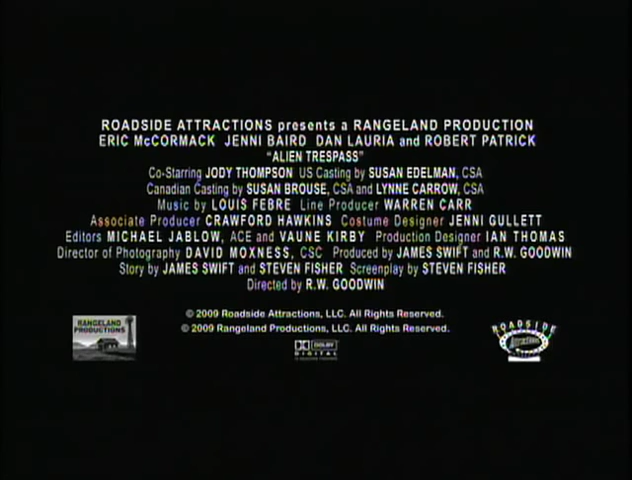 ROADSIDE ATTRACTIONS presents a RANGELAND PRODUCTION
ERIC McCORMACK JENNI BAIRD DAN LAURIA and ROBERT PATRICK
"ALIEN TRESPASS"
Co-Starring JODY THOMPSON US Casting by SUSAN EDELMAN, CSA
Canadian Casting by SUSAN BROUSE, CSA and LYNNE CARROW, CSA
Music by LOUIS FEBRE Line Producer WARREN CARR
Associate Producer CRAWFORD HAWKINS Costume Designer JENNI GULLETT
Editors MICHAEL JABLOW, ACE and VAUNE KIRBY Production Designer IAN THOMAS
Director of Photography DAVID MOXNESS, CSC Produced by JAMES SWIFT and R.W. GOODWIN
Story by JAMES SWIFT and STEVEN FISHER Screenplay by STEVEN FISHER
Directed by R.W. GOODWIN
© 2009 Roadside Attractions, LLC. All Rights Reserved.
© 2009 Rangeland Productions, LLC. All Rights Reserved.
RANGELAND
PRODUCTIONS
DOLBY
DIGITAL
ROADSIDE
Attractions